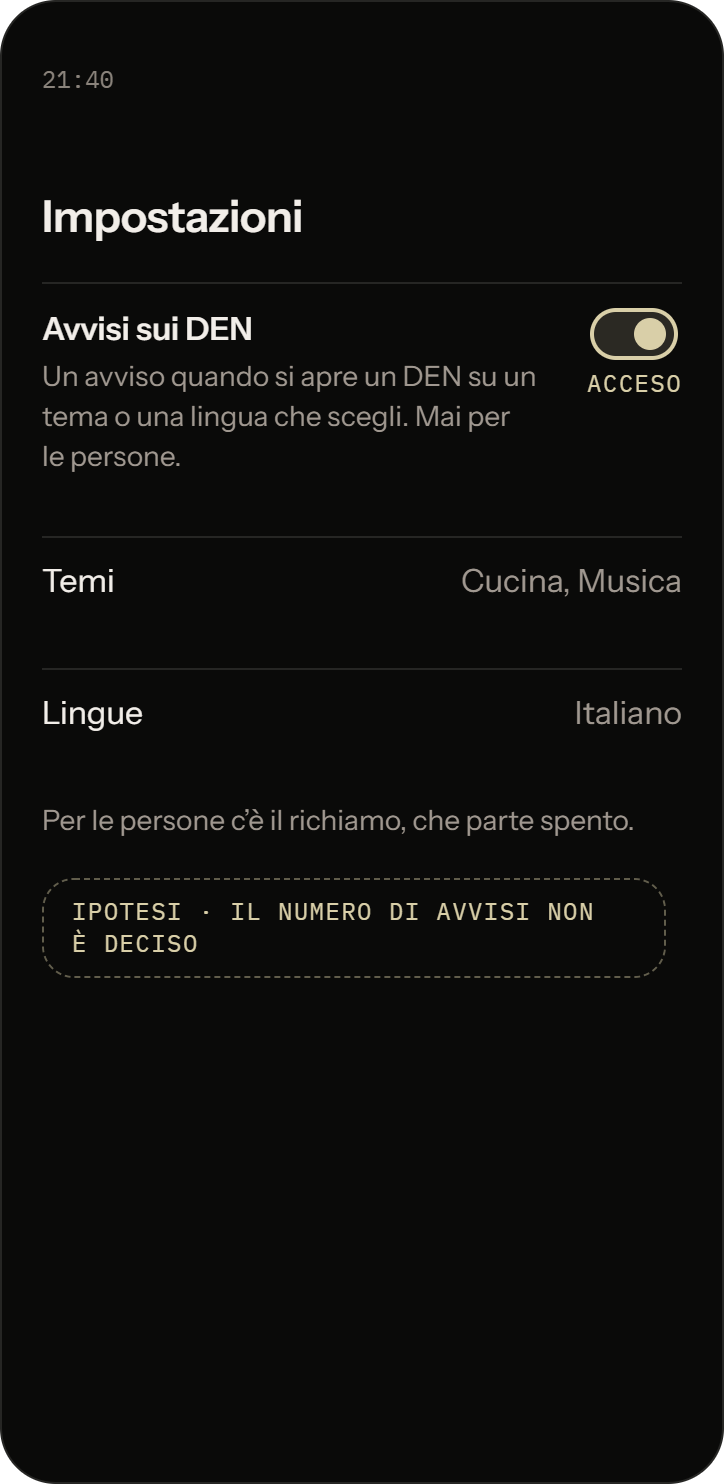 21:40
Impostazioni
Avvisi sui DEN
Un avviso quando si apre un DEN su un
tema o una lingua che scegli. Mai per
le persone.
ACCESO
Temi
Cucina, Musica
Lingue
Italiano
Per le persone c’è il richiamo, che parte spento.
IPOTESI · IL NUMERO DI AVVISI NON
È DECISO